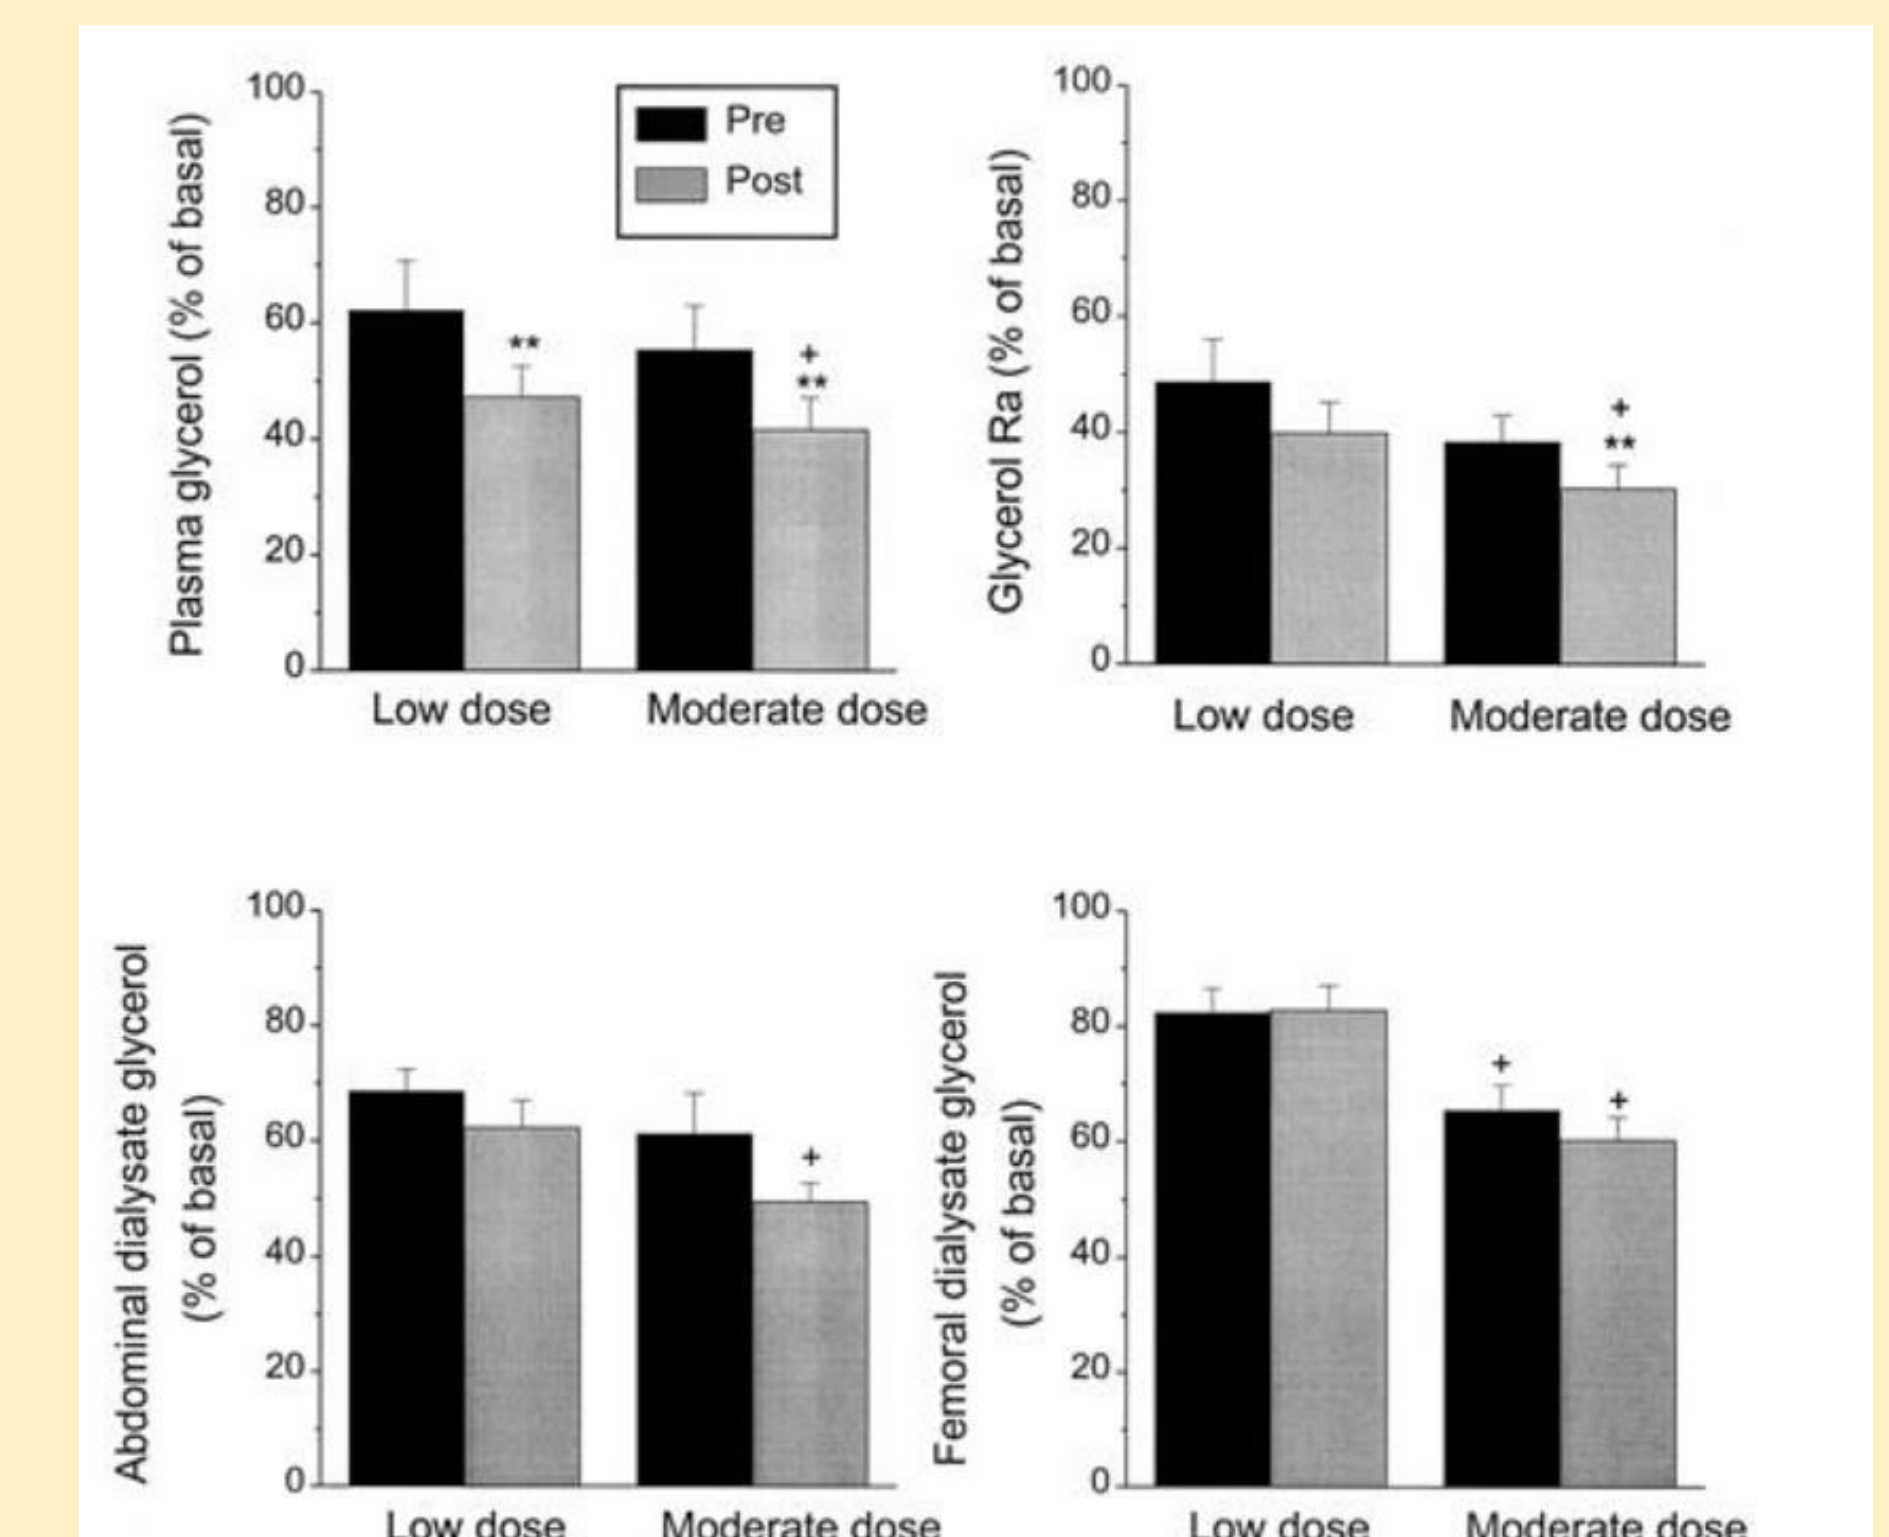 Plasma glycerol (% of basal)
100
80
60
40
20
0
Pre
Post
**
+
**
Low dose
Moderate dose
Glycerol Ra (% of basal)
100
80
60
40
20
0
+
**
Low dose
Moderate dose
Abdominal dialysate glycerol
(% of basal)
100
80
60
40
20
0
+
Low dose
Moderate dose
Femoral dialysate glycerol
(% of basal)
100
80
60
40
20
0
+
+
Low dose
Moderate dose